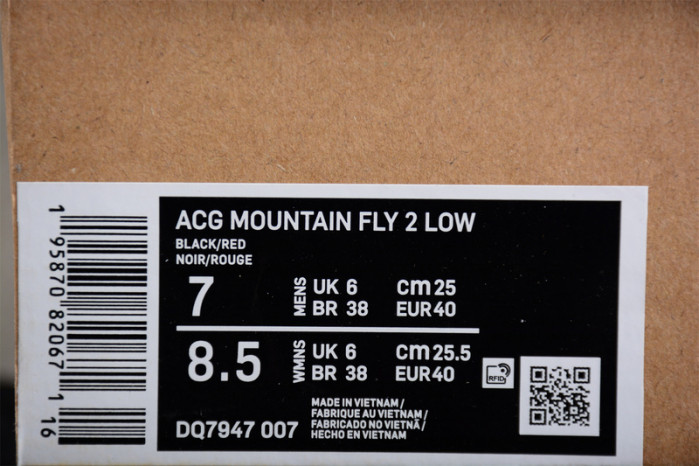 ACG MOUNTAIN FLY 2 LOW
BLACK/RED
NOIR/ROUGE
7 MENS UK 6 cm 25
BR 38 EUR 40
8.5 WMNS UK 6 cm 25.5
BR 38 EUR 40
RFID
MADE IN VIETNAM /
FABRIQUE AU VIETNAM /
FABRICADO NO VIETNÃ /
HECHO EN VIETNAM
DQ7947 007
1 95870 82067 1 16